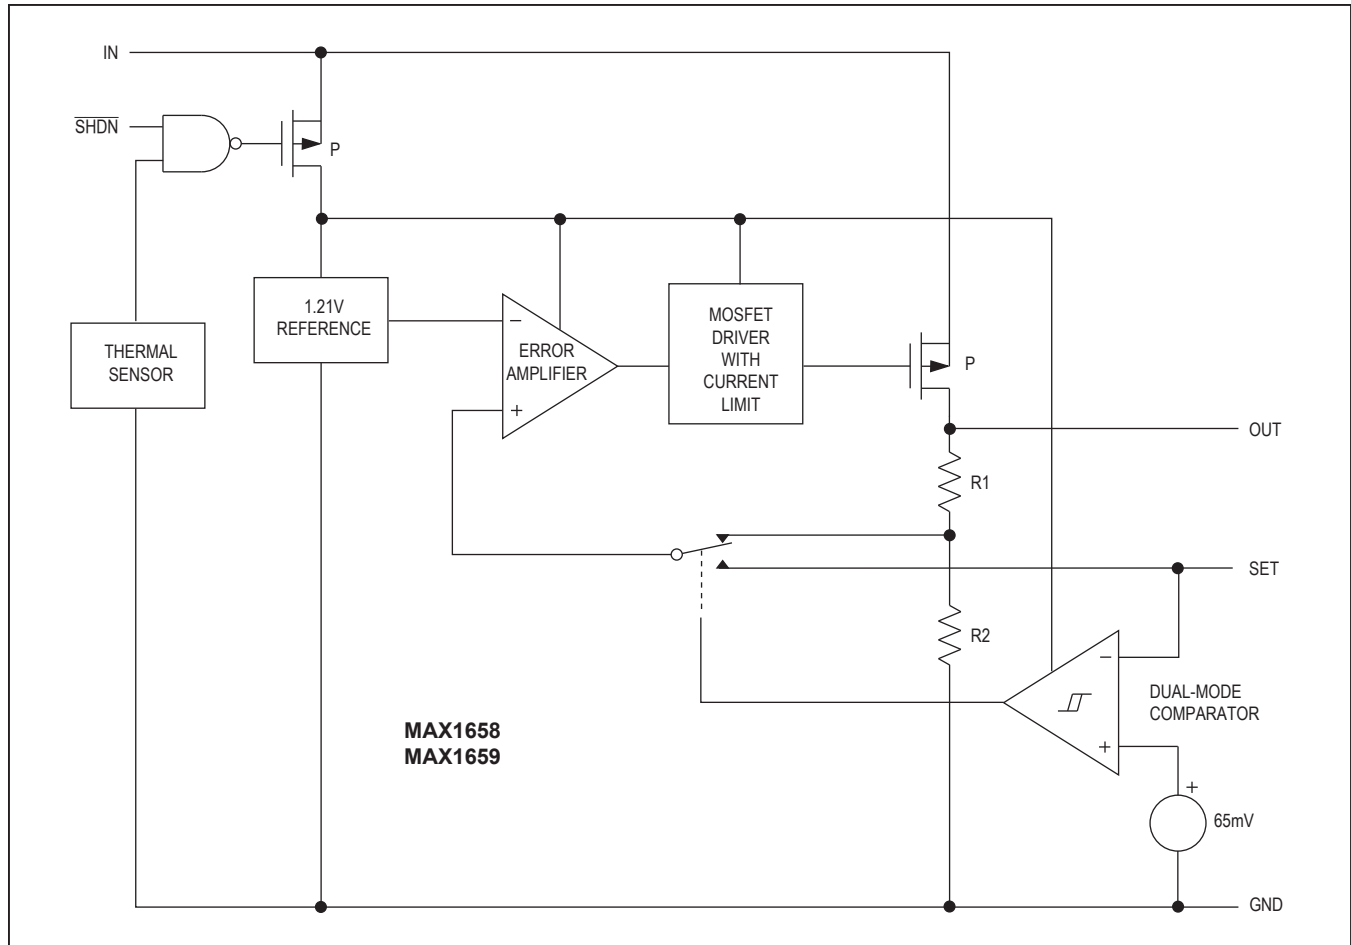 IN
SHDN
P
1.21V
REFERENCE
THERMAL
SENSOR
−
ERROR
AMPLIFIER
+
MOSFET
DRIVER
WITH
CURRENT
LIMIT
P
OUT
R1
SET
R2
−
+
DUAL-MODE
COMPARATOR
MAX1658
MAX1659
+
65mV
GND